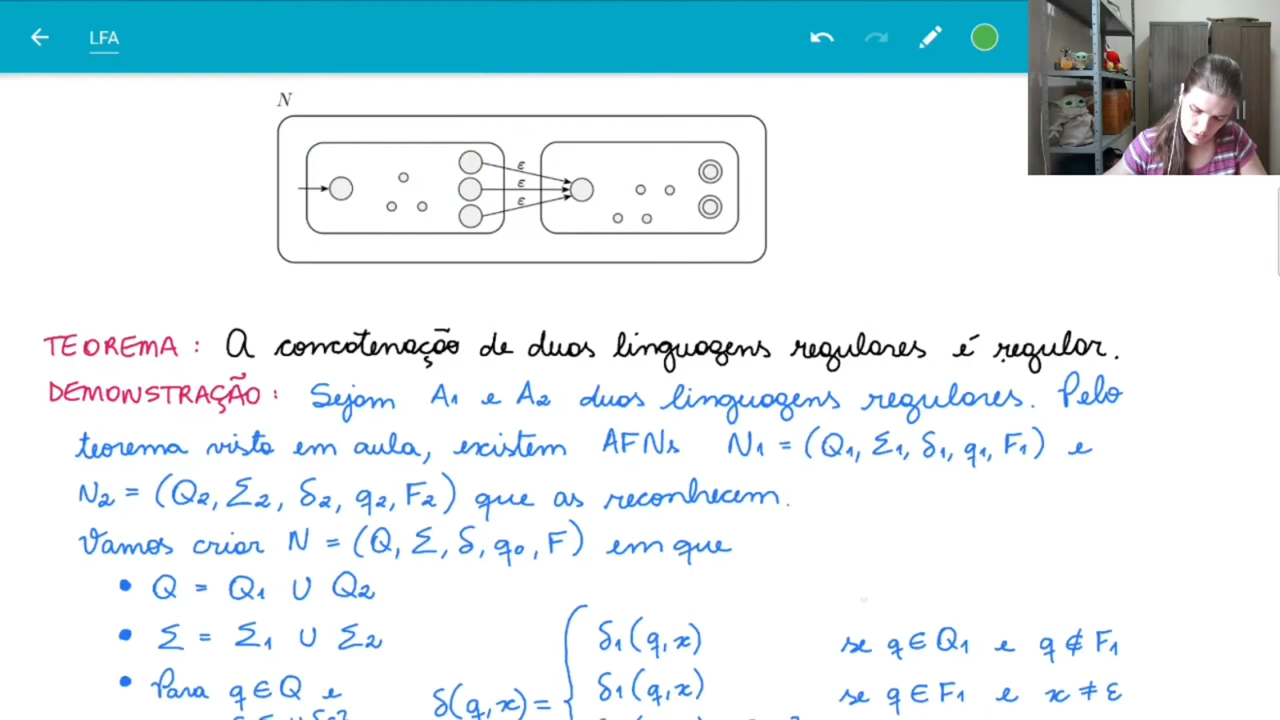 LFA
N
ε
ε
ε
TEOREMA : A concatenação de duas linguagens regulares é regular.
DEMONSTRAÇÃO : Sejam A1 e A2 duas linguagens regulares. Pelo
teorema visto em aula, existem AFNs N1 = (Q1, Σ1, δ1, q1, F1) e
N2 = (Q2, Σ2, δ2, q2, F2) que as reconhecem.
Vamos criar N = (Q, Σ, δ, q0, F) em que
• Q = Q1 ∪ Q2
• Σ = Σ1 ∪ Σ2
δ1(q,x) se q ∈ Q1 e q ∉ F1
• Para q ∈ Q e
δ(q,x) = δ1(q,x) se q ∈ F1 e x ≠ ε